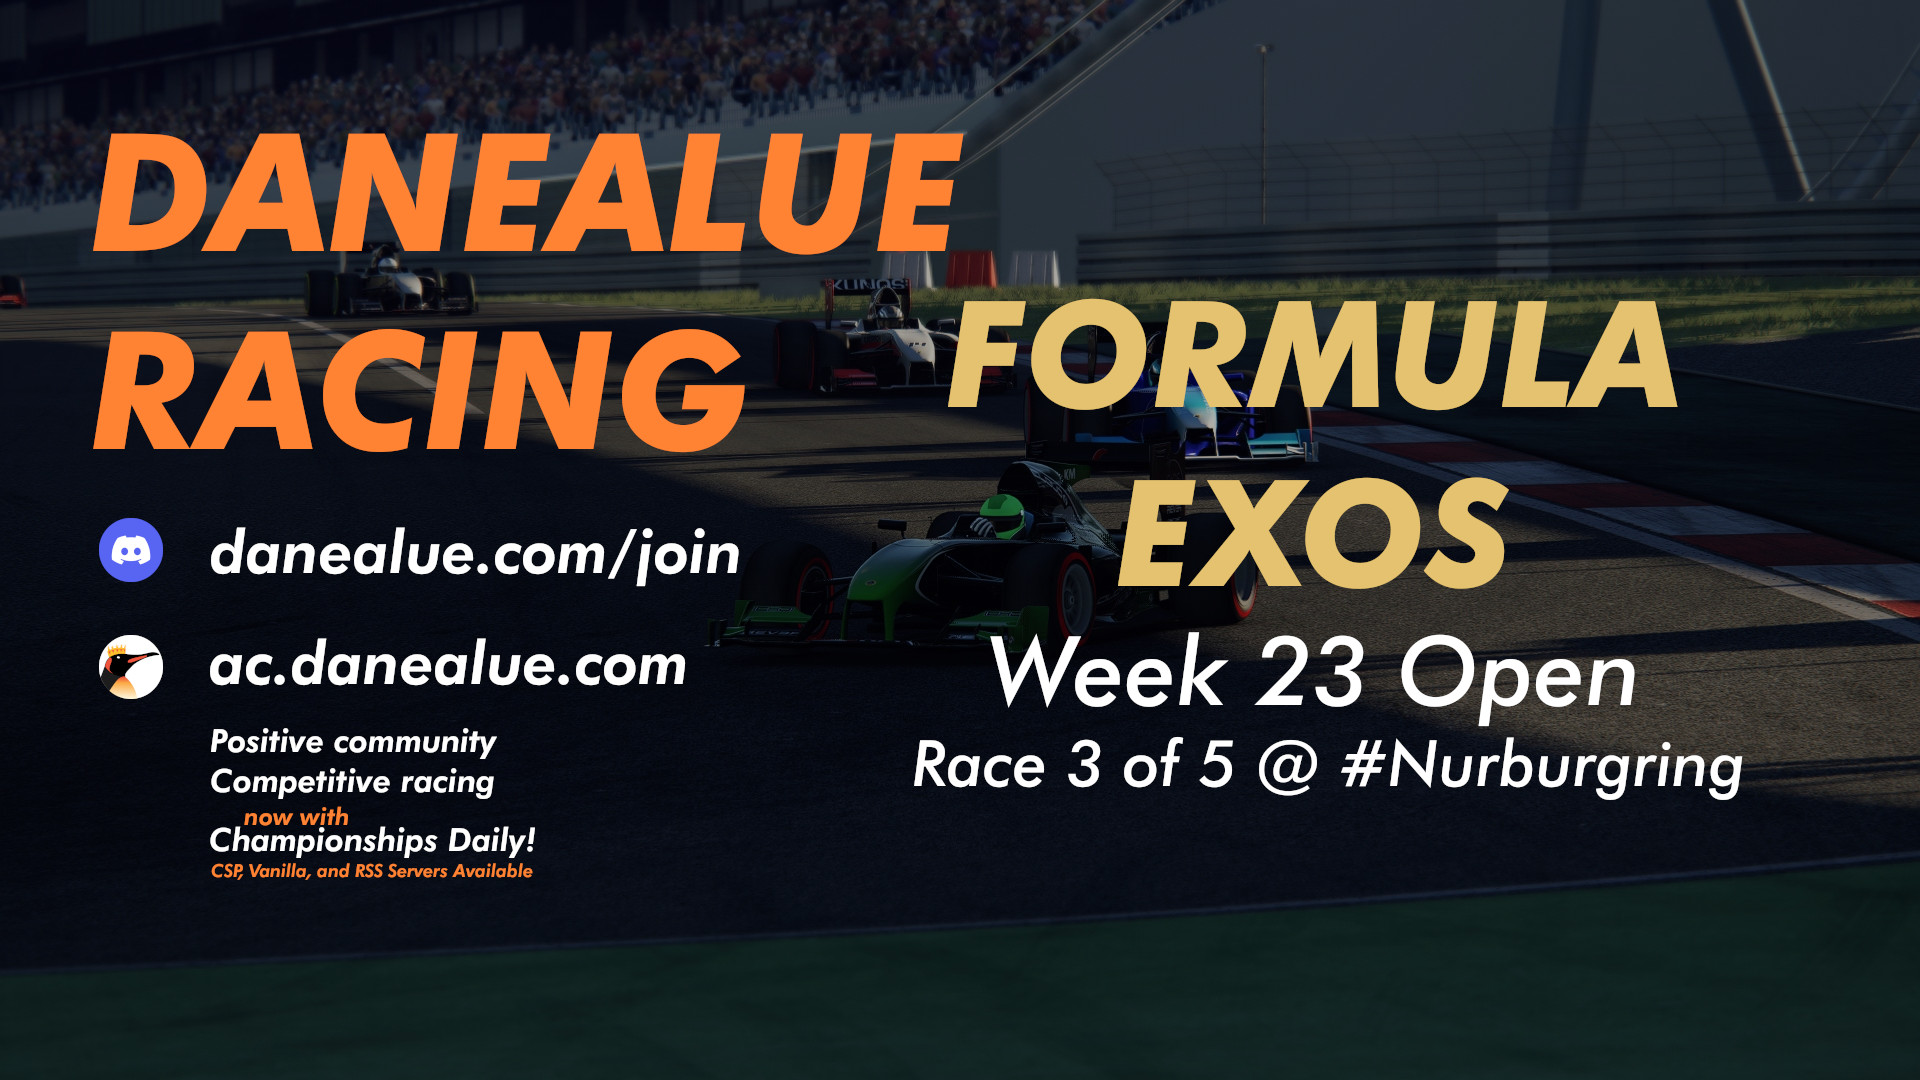 DANEALUE
RACING
danealue.com/join
ac.danealue.com
Positive community
Competitive racing
now with
Championships Daily!
CSP, Vanilla, and RSS Servers Available
FORMULA
EXOS
Week 23 Open
Race 3 of 5 @ #Nurburgring
KUNOS